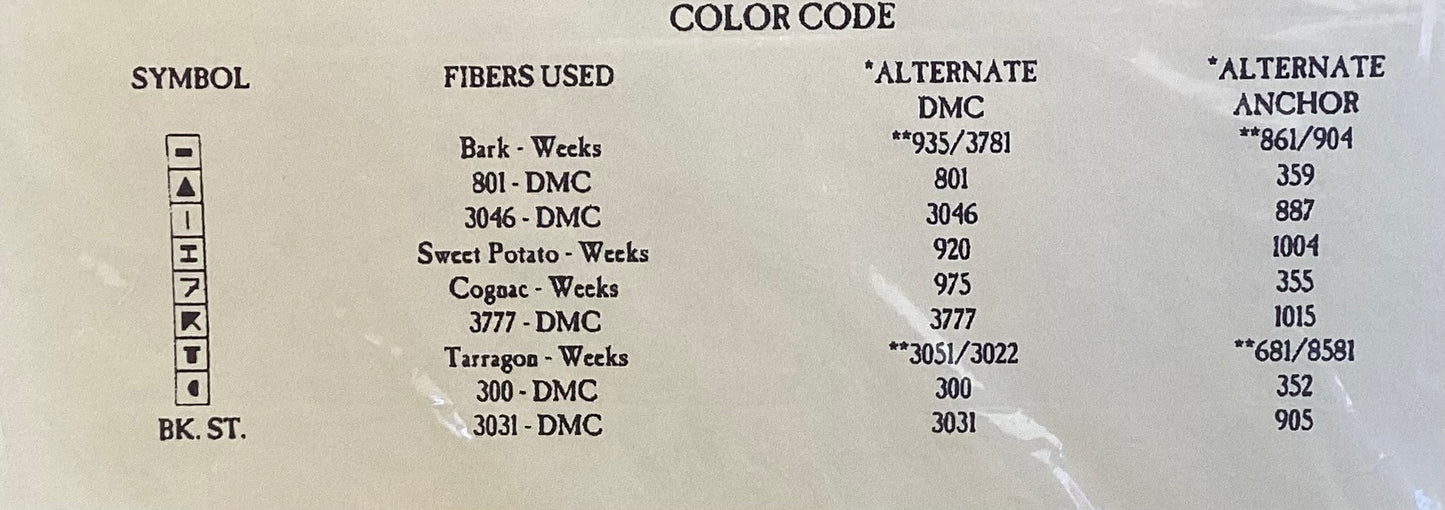 COLOR CODE
SYMBOL FIBERS USED *ALTERNATE DMC *ALTERNATE ANCHOR
Bark - Weeks **935/3781 **861/904
801 - DMC 801 359
3046 - DMC 3046 887
Sweet Potato - Weeks 920 1004
Cognac - Weeks 975 355
3777 - DMC 3777 1015
Tarragon - Weeks **3051/3022 **681/8581
300 - DMC 300 352
BK. ST. 3031 - DMC 3031 905